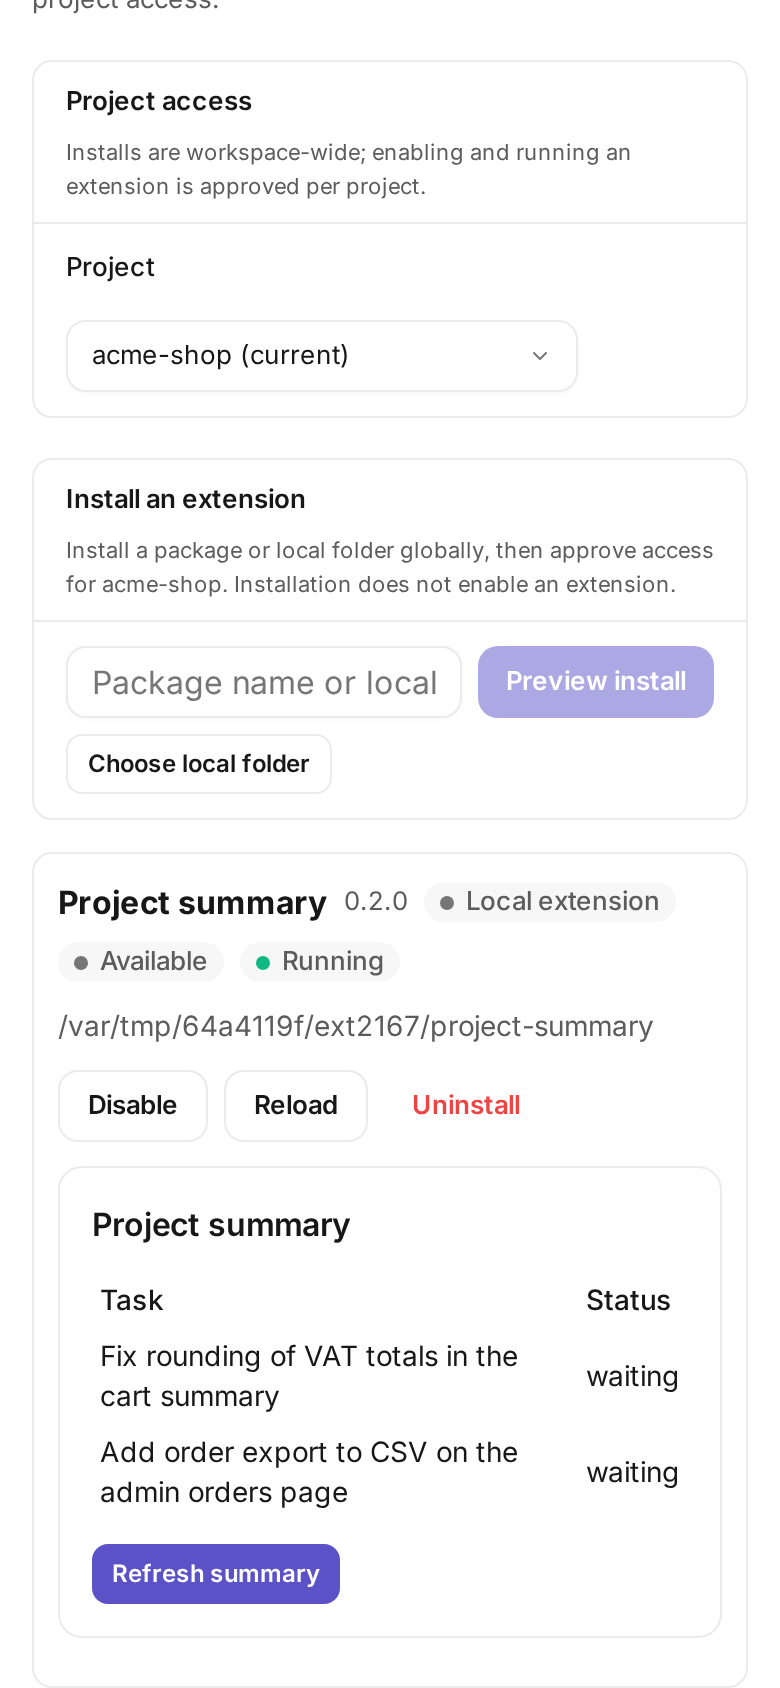 project access.
Project access
Installs are workspace-wide; enabling and running an
extension is approved per project.
Project
acme-shop (current)
Install an extension
Install a package or local folder globally, then approve access
for acme-shop. Installation does not enable an extension.
Package name or local
Preview install
Choose local folder
Project summary 0.2.0 Local extension
Available Running
/var/tmp/64a4119f/ext2167/project-summary
Disable Reload Uninstall
Project summary
Task Status
Fix rounding of VAT totals in the
cart summary
waiting
Add order export to CSV on the
admin orders page
waiting
Refresh summary